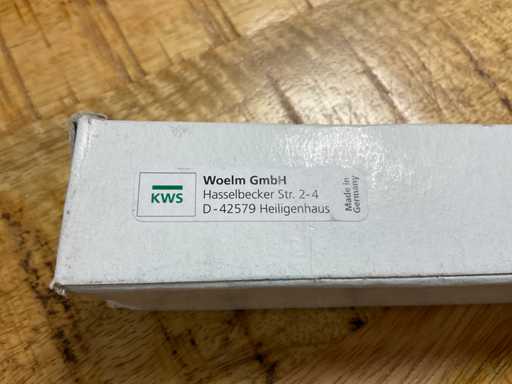 KWS
Woelm GmbH
Hasselbecker Str. 2-4
D-42579 Heiligenhaus
Made in
Germany